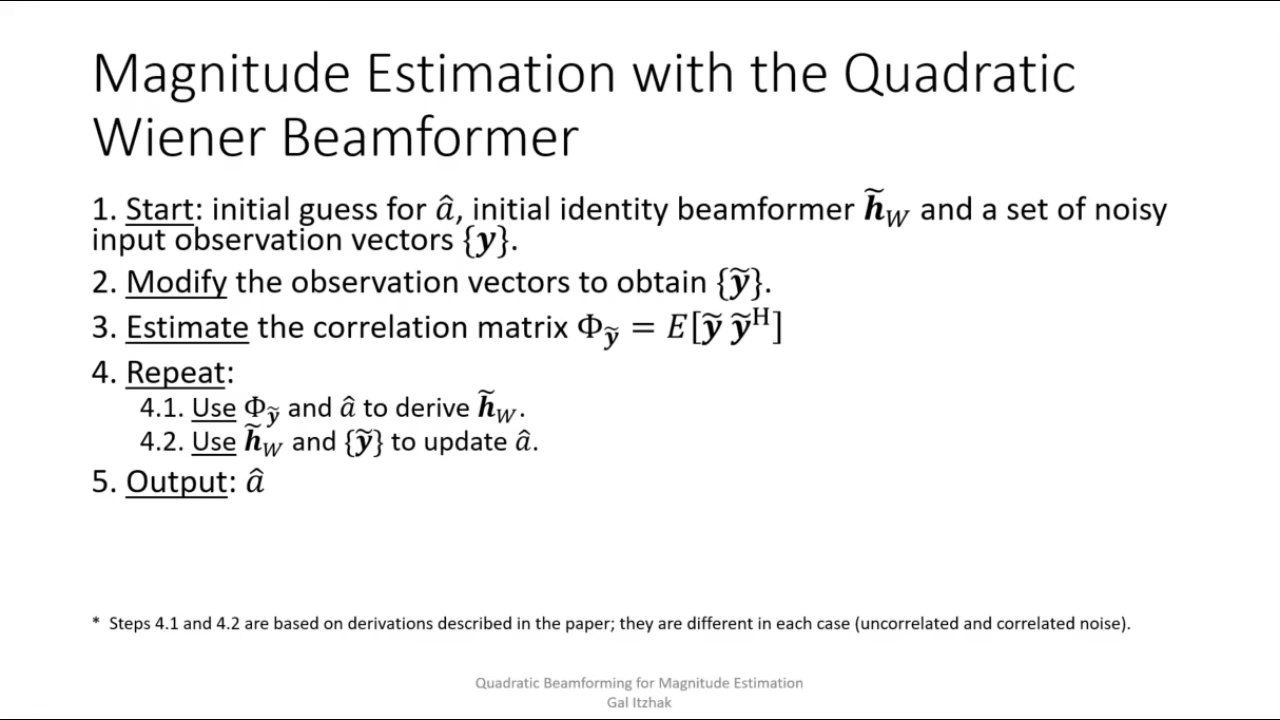 Magnitude Estimation with the Quadratic
Wiener Beamformer
1. Start: initial guess for â, initial identity beamformer h̃_W and a set of noisy
input observation vectors {y}.
2. Modify the observation vectors to obtain {ỹ}.
3. Estimate the correlation matrix Φ_ỹ = E[ỹ ỹ^H]
4. Repeat:
4.1. Use Φ_ỹ and â to derive h̃_W.
4.2. Use h̃_W and {ỹ} to update â.
5. Output: â
* Steps 4.1 and 4.2 are based on derivations described in the paper; they are different in each case (uncorrelated and correlated noise).
Quadratic Beamforming for Magnitude Estimation
Gal Itzhak